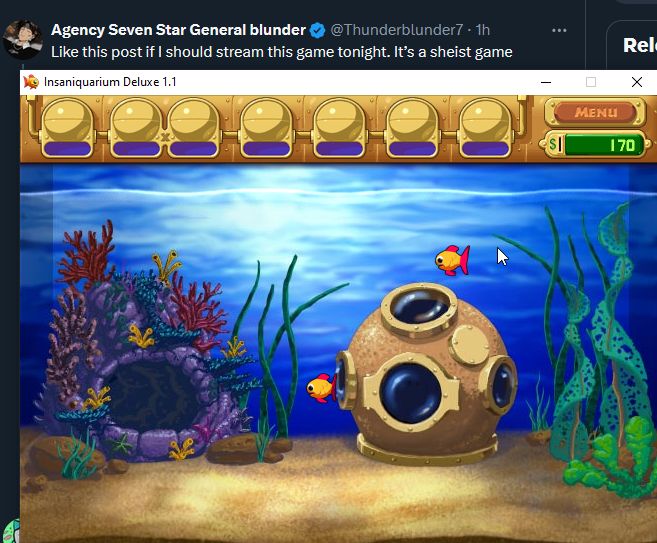 Agency Seven Star General blunder @Thunderblunder7 · 1h
Like this post if I should stream this game tonight. It's a sheist game
Rel
Insaniquarium Deluxe 1.1
MENU
$ 170